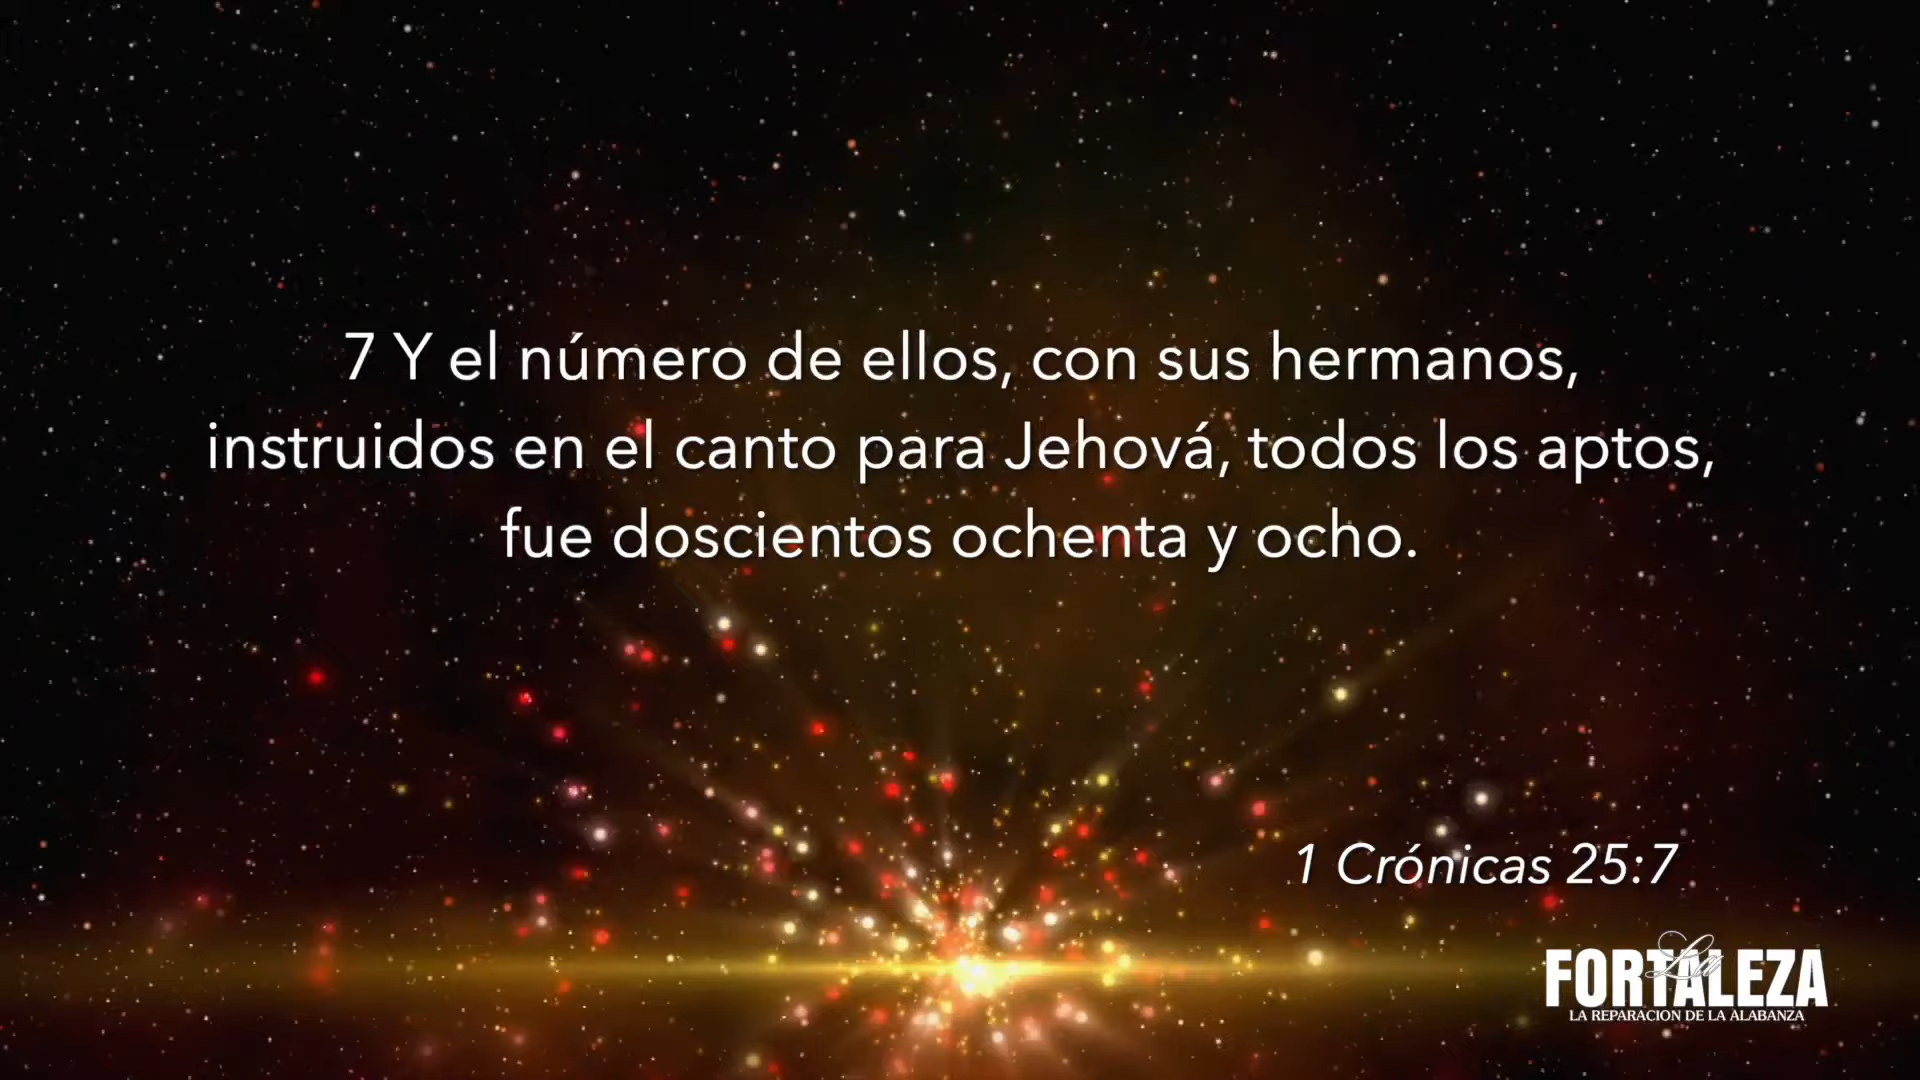 7 Y el número de ellos, con sus hermanos,
instruidos en el canto para Jehová, todos los aptos,
fue doscientos ochenta y ocho.
1 Crónicas 25:7
La
FORTALEZA
LA REPARACION DE LA ALABANZA